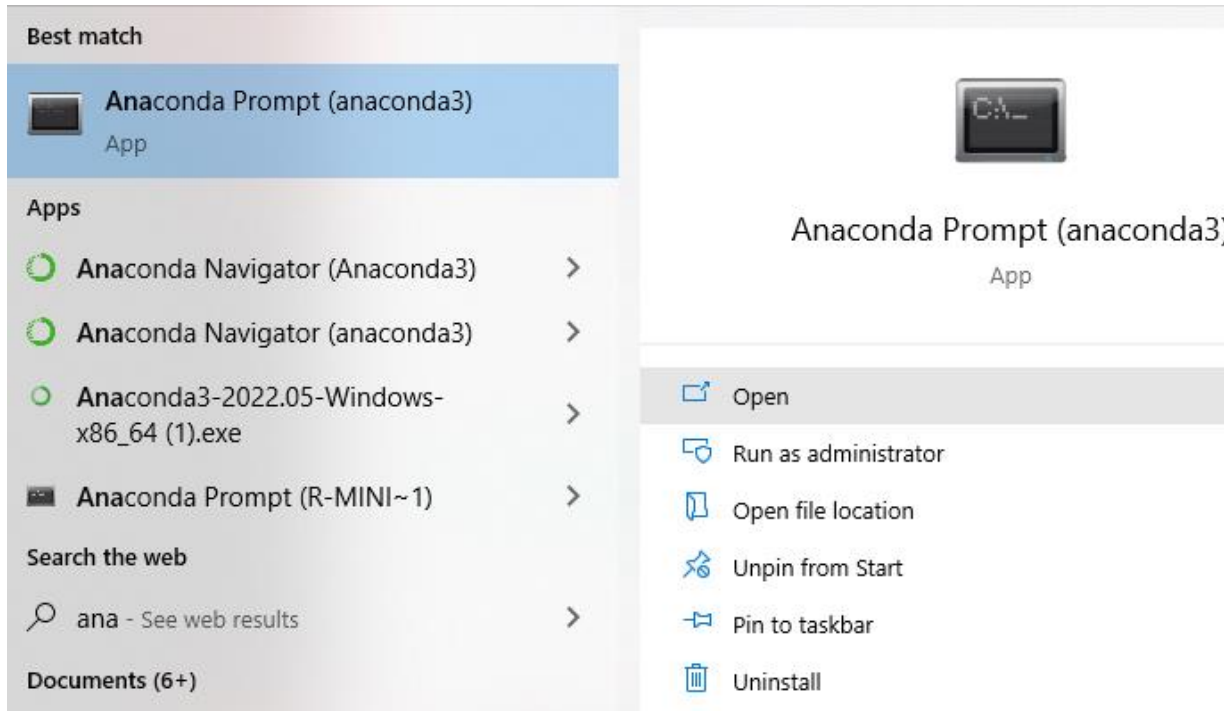 Best match
Anaconda Prompt (anaconda3)
App
Apps
Anaconda Navigator (Anaconda3)
Anaconda Navigator (anaconda3)
Anaconda3-2022.05-Windows-
x86_64 (1).exe
Anaconda Prompt (R-MINI~1)
Search the web
ana - See web results
Documents (6+)
C:\_
Anaconda Prompt (anaconda3)
App
Open
Run as administrator
Open file location
Unpin from Start
Pin to taskbar
Uninstall